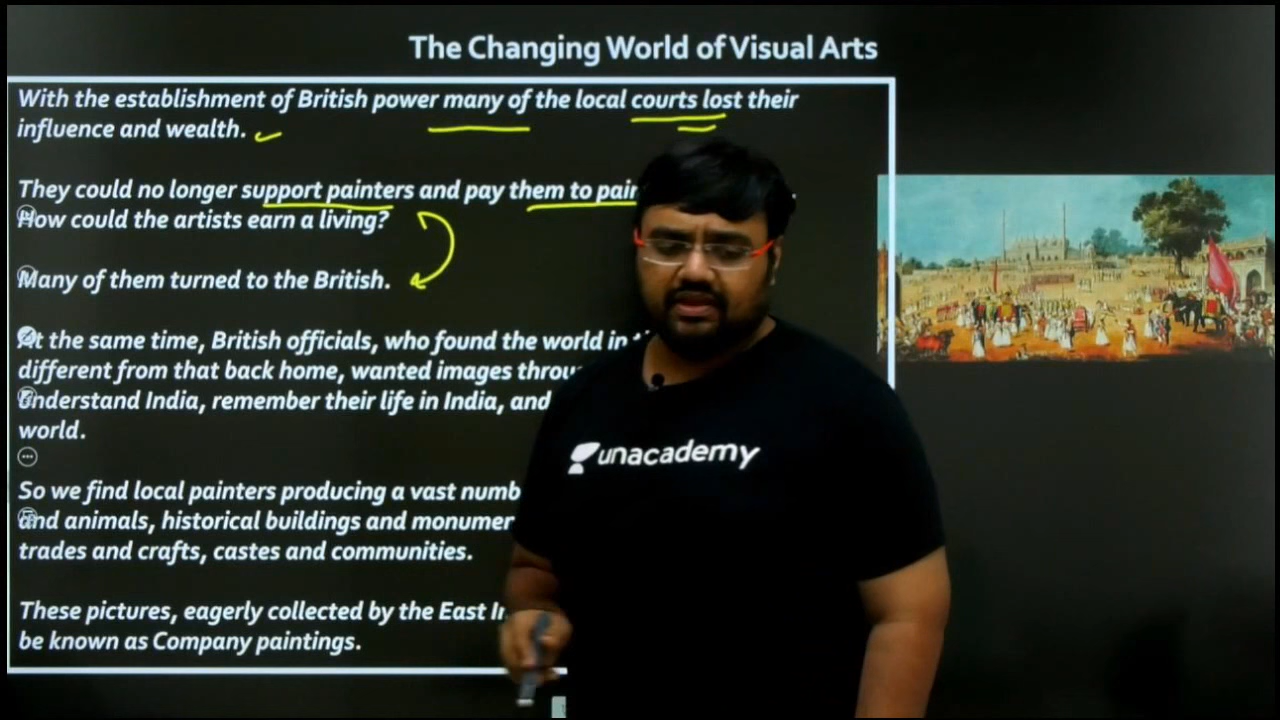 The Changing World of Visual Arts
With the establishment of British power many of the local courts lost their
influence and wealth.
They could no longer support painters and pay them to
How could the artists earn a living?
Many of them turned to the British.
At the same time, British officials, who found the world in
different from that back home, wanted images
understand India, remember their life in India, and
world.
So we find local painters producing a vast
and animals, historical buildings and
trades and crafts, castes and communities.
These pictures, eagerly collected by the East
be known as Company paintings.
unacademy